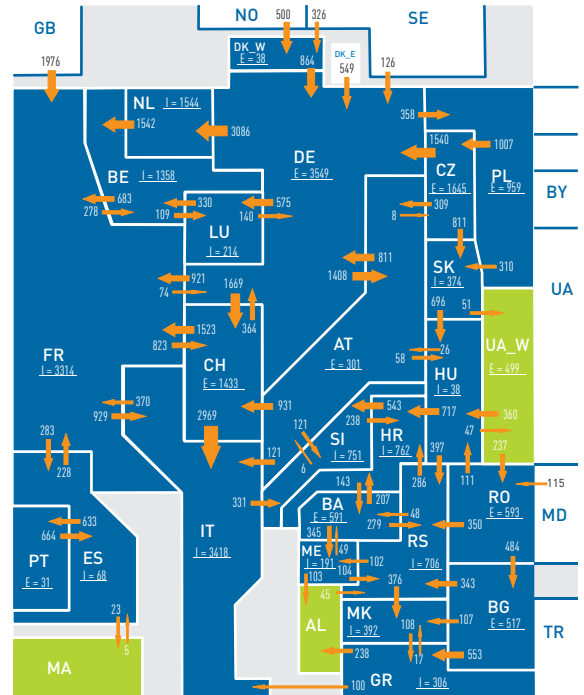 NO
500
326
SE
GB
DK_W
E = 38
DK_E
549
1976
864
126
NL
I = 1544
1542
3086
358
1540
1007
DE
E = 3549
CZ
E = 1645
PL
E = 959
BE
I = 1358
BY
683
278
330
109
575
140
309
8
LU
I = 214
811
811
1408
SK
I = 374
310
UA
921
74
1669
364
696
51
1523
823
CH
E = 1433
AT
E = 301
26
58
HU
I = 38
UA_W
E = 499
FR
I = 3314
370
929
931
543
238
717
360
47
283
228
2969
121
121
6
SI
I = 751
HR
I = 762
397
286
111
237
331
143
207
115
RO
E = 593
MD
633
664
PT
E = 31
ES
I = 68
IT
I = 3418
BA
E = 591
48
279
350
RS
I = 706
345
49
ME
I = 191
102
104
484
103
45
376
343
BG
E = 517
TR
23
5
AL
MK
I = 392
108
17
107
MA
238
553
GR
I = 306
100